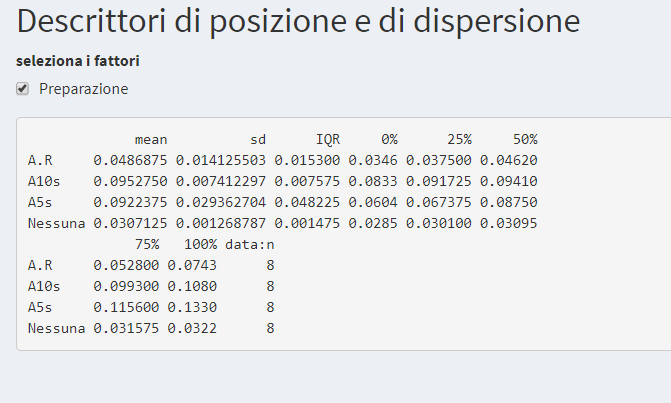 Descrittori di posizione e di dispersione
seleziona i fattori
Preparazione
mean sd IQR 0% 25% 50%
A.R 0.0486875 0.014125503 0.015300 0.0346 0.037500 0.04620
A10s 0.0952750 0.007412297 0.007575 0.0833 0.091725 0.09410
A5s 0.0922375 0.029362704 0.048225 0.0604 0.067375 0.08750
Nessuna 0.0307125 0.001268787 0.001475 0.0285 0.030100 0.03095
75% 100% data:n
A.R 0.052800 0.0743 8
A10s 0.099300 0.1080 8
A5s 0.115600 0.1330 8
Nessuna 0.031575 0.0322 8